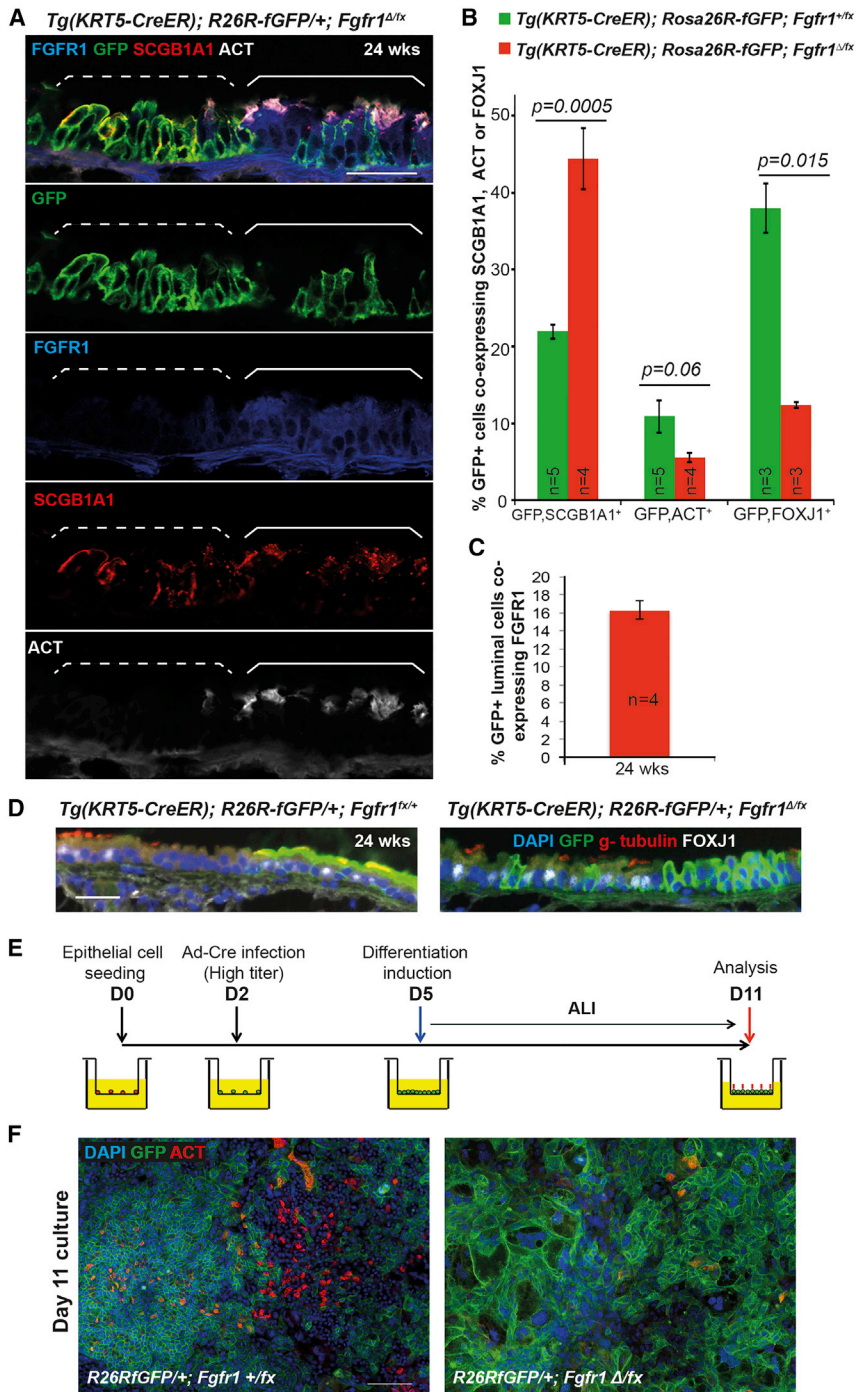 A
Tg(KRT5-CreER); R26R-fGFP/+; Fgfr1Δ/fx
FGFR1 GFP SCGB1A1 ACT
24 wks
GFP
FGFR1
SCGB1A1
ACT
B
Tg(KRT5-CreER); Rosa26R-fGFP; Fgfr1+/fx
Tg(KRT5-CreER); Rosa26R-fGFP; Fgfr1△/fx
% GFP+ cells co-expressing SCGB1A1, ACT or FOXJ1
50
40
30
20
10
0
p=0.0005
p=0.06
p=0.015
n=5
n=4
n=5
n=4
n=3
n=3
GFP,SCGB1A1+
GFP,ACT+
GFP,FOXJ1+
C
% GFP+ luminal cells co-
expressing FGFR1
20
18
16
14
12
10
8
6
4
2
0
n=4
24 wks
D
Tg(KRT5-CreER); R26R-fGFP/+; Fgfr1fx/+
Tg(KRT5-CreER); R26R-fGFP/+; Fgfr1Δ/fx
24 wks
DAPI GFP g- tubulin FOXJ1
E
Epithelial cell
seeding
D0
Ad-Cre infection
(High titer)
D2
Differentiation
induction
D5
ALI
Analysis
D11
F
Day 11 culture
DAPI GFP ACT
R26RfGFP/+; Fgfr1 +/fx
R26RfGFP/+; Fgfr1 Δ/fx